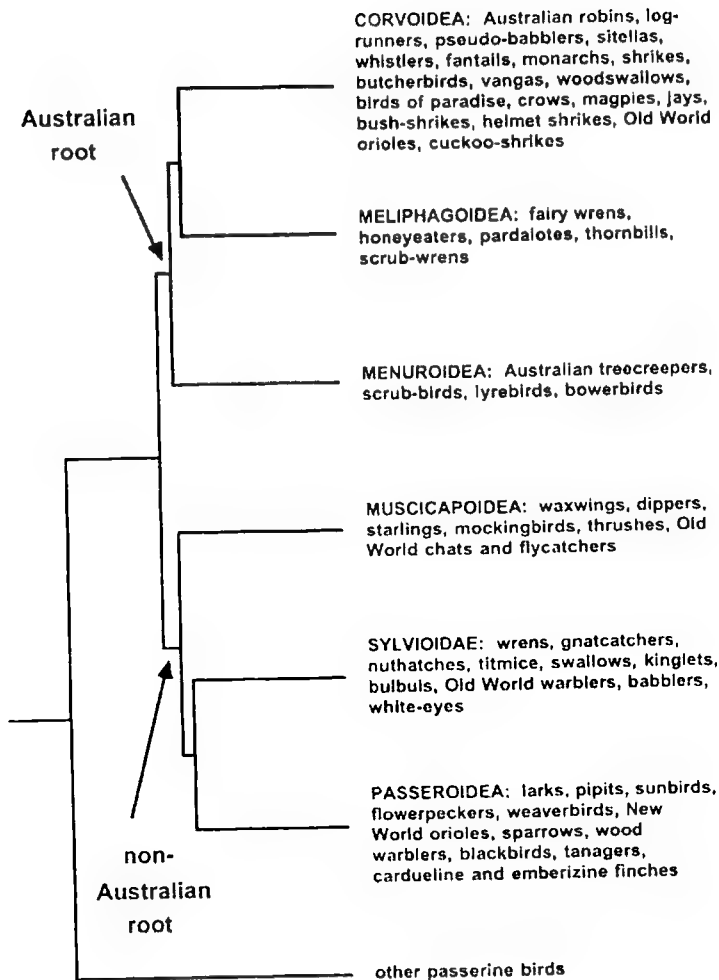 CORVOIDEA: Australian robins, log-
runners, pseudo-babblers, sitellas,
whistlers, fantails, monarchs, shrikes,
butcherbirds, vangas, woodswallows,
birds of paradise, crows, magpies, jays,
bush-shrikes, helmet shrikes, Old World
orioles, cuckoo-shrikes
Australian
root
MELIPHAGOIDEA: fairy wrens,
honeyeaters, pardalotes, thornbills,
scrub-wrens
MENUROIDEA: Australian treecreepers,
scrub-birds, lyrebirds, bowerbirds
MUSCICAPOIDEA: waxwings, dippers,
starlings, mockingbirds, thrushes, Old
World chats and flycatchers
SYLVIOIDAE: wrens, gnatcatchers,
nuthatches, titmice, swallows, kinglets,
bulbuls, Old World warblers, babblers,
white-eyes
PASSEROIDEA: larks, pipits, sunbirds,
flowerpeckers, weaverbirds, New
World orioles, sparrows, wood
warblers, blackbirds, tanagers,
cardueline and emberizine finches
non-
Australian
root
other passerine birds